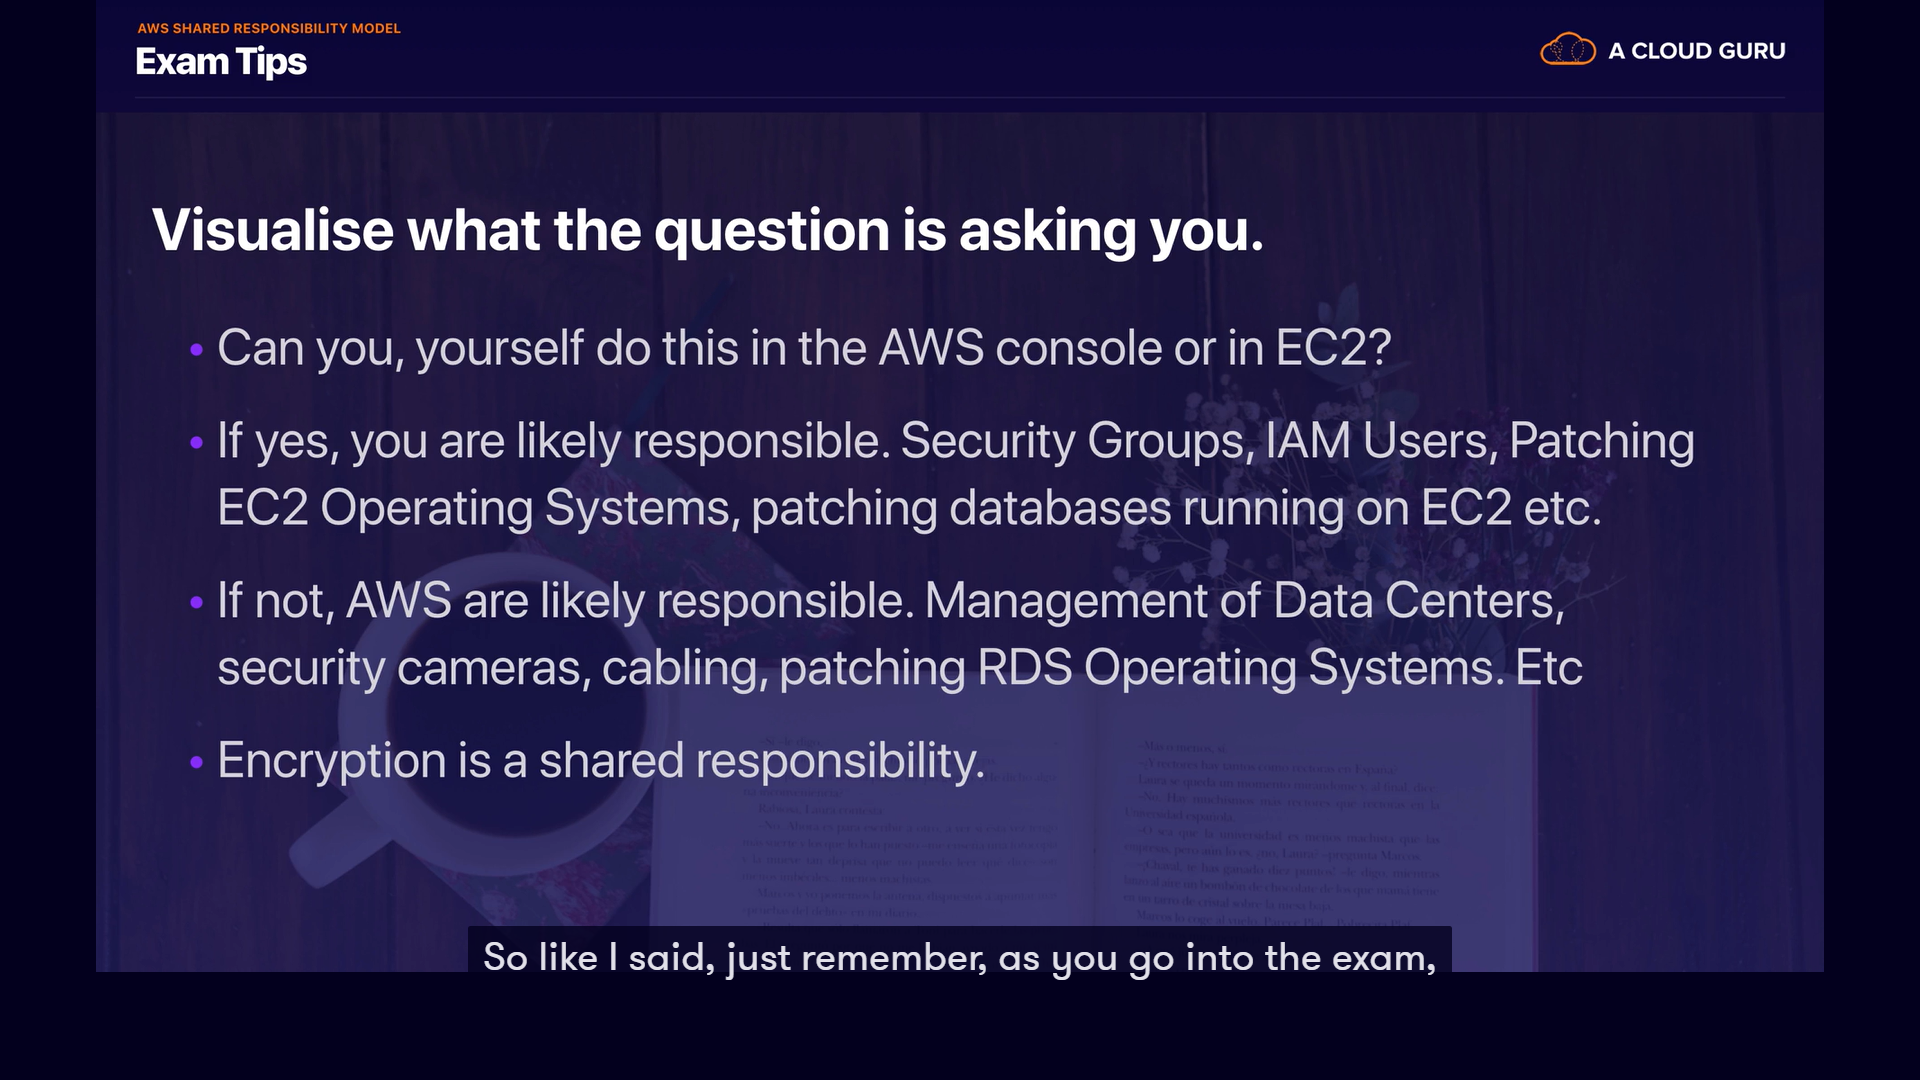 AWS SHARED RESPONSIBILITY MODEL
Exam Tips
A CLOUD GURU
Visualise what the question is asking you.
• Can you, yourself do this in the AWS console or in EC2?
• If yes, you are likely responsible. Security Groups, IAM Users, Patching
EC2 Operating Systems, patching databases running on EC2 etc.
• If not, AWS are likely responsible. Management of Data Centers,
security cameras, cabling, patching RDS Operating Systems. Etc
• Encryption is a shared responsibility.
So like I said, just remember, as you go into the exam,